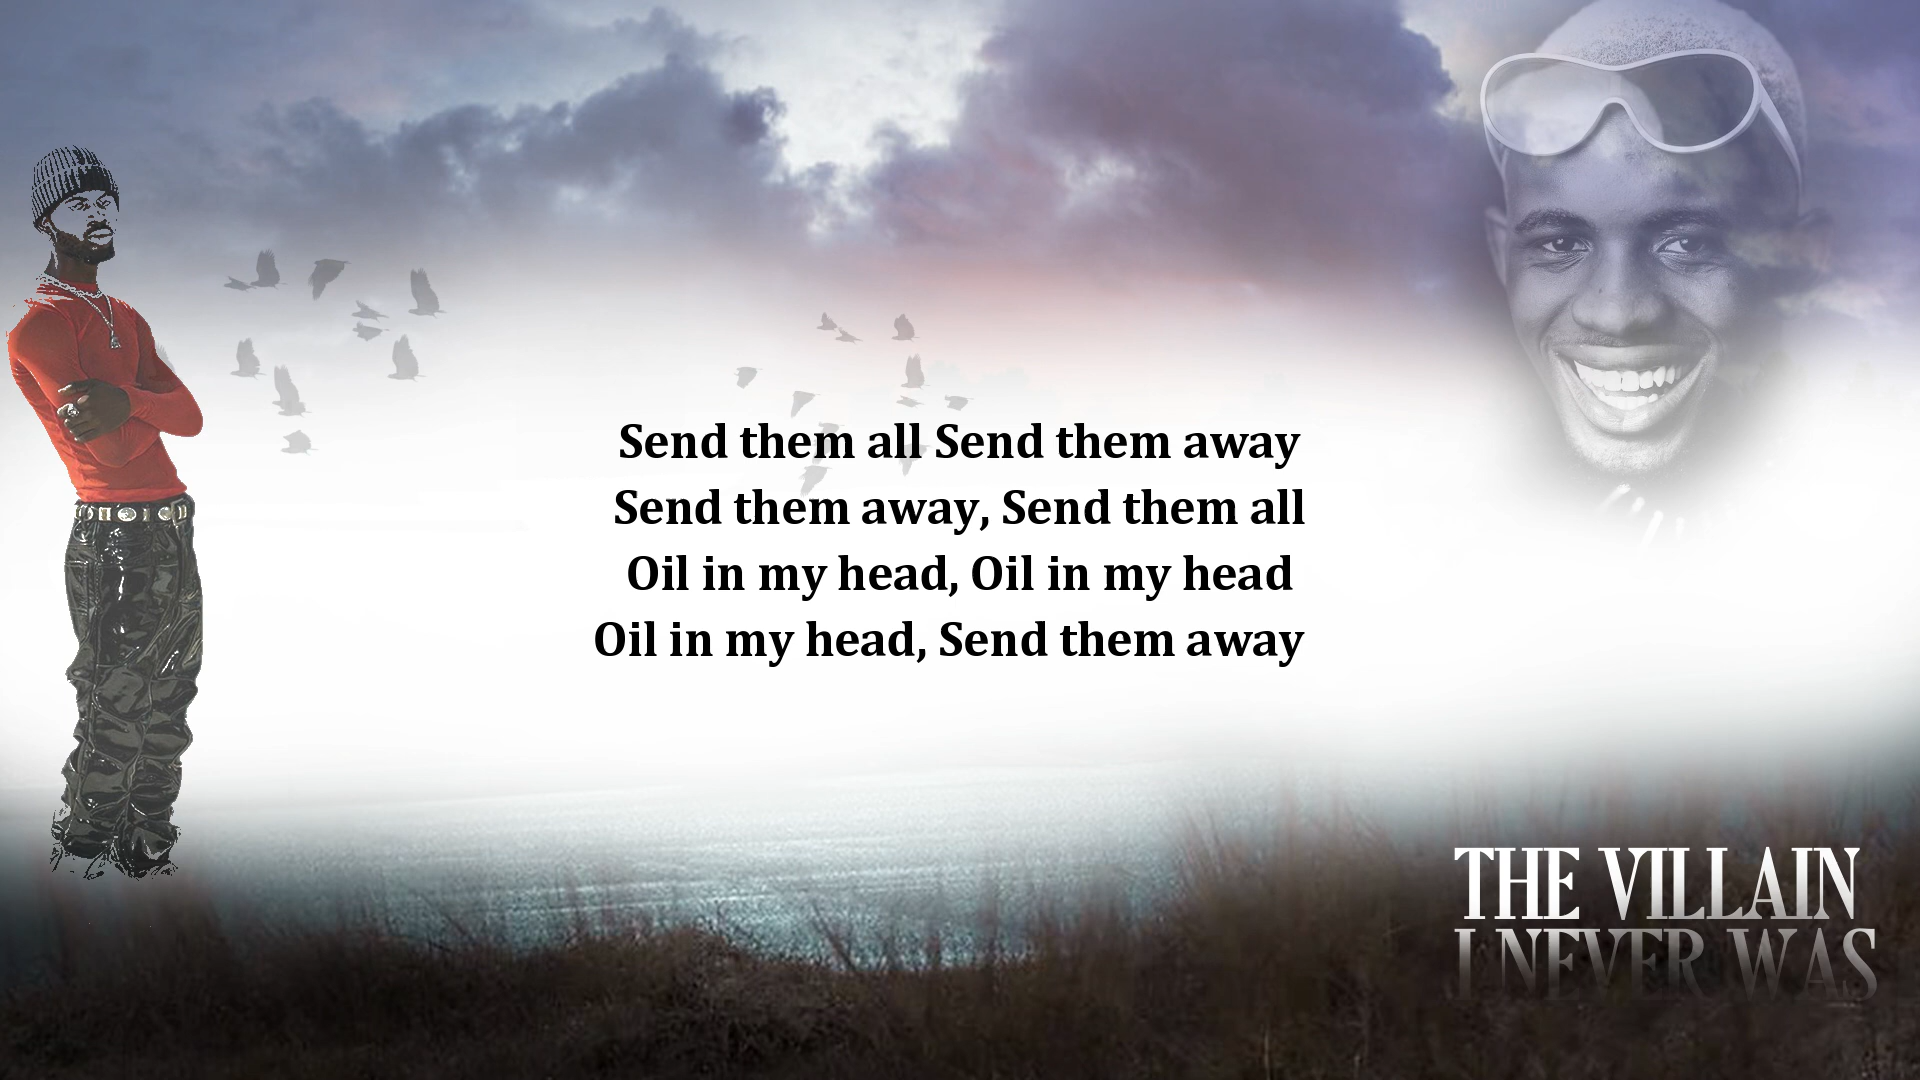 Send them all Send them away
Send them away, Send them all
Oil in my head, Oil in my head
Oil in my head, Send them away
THE VILLAIN
I NEVER WAS